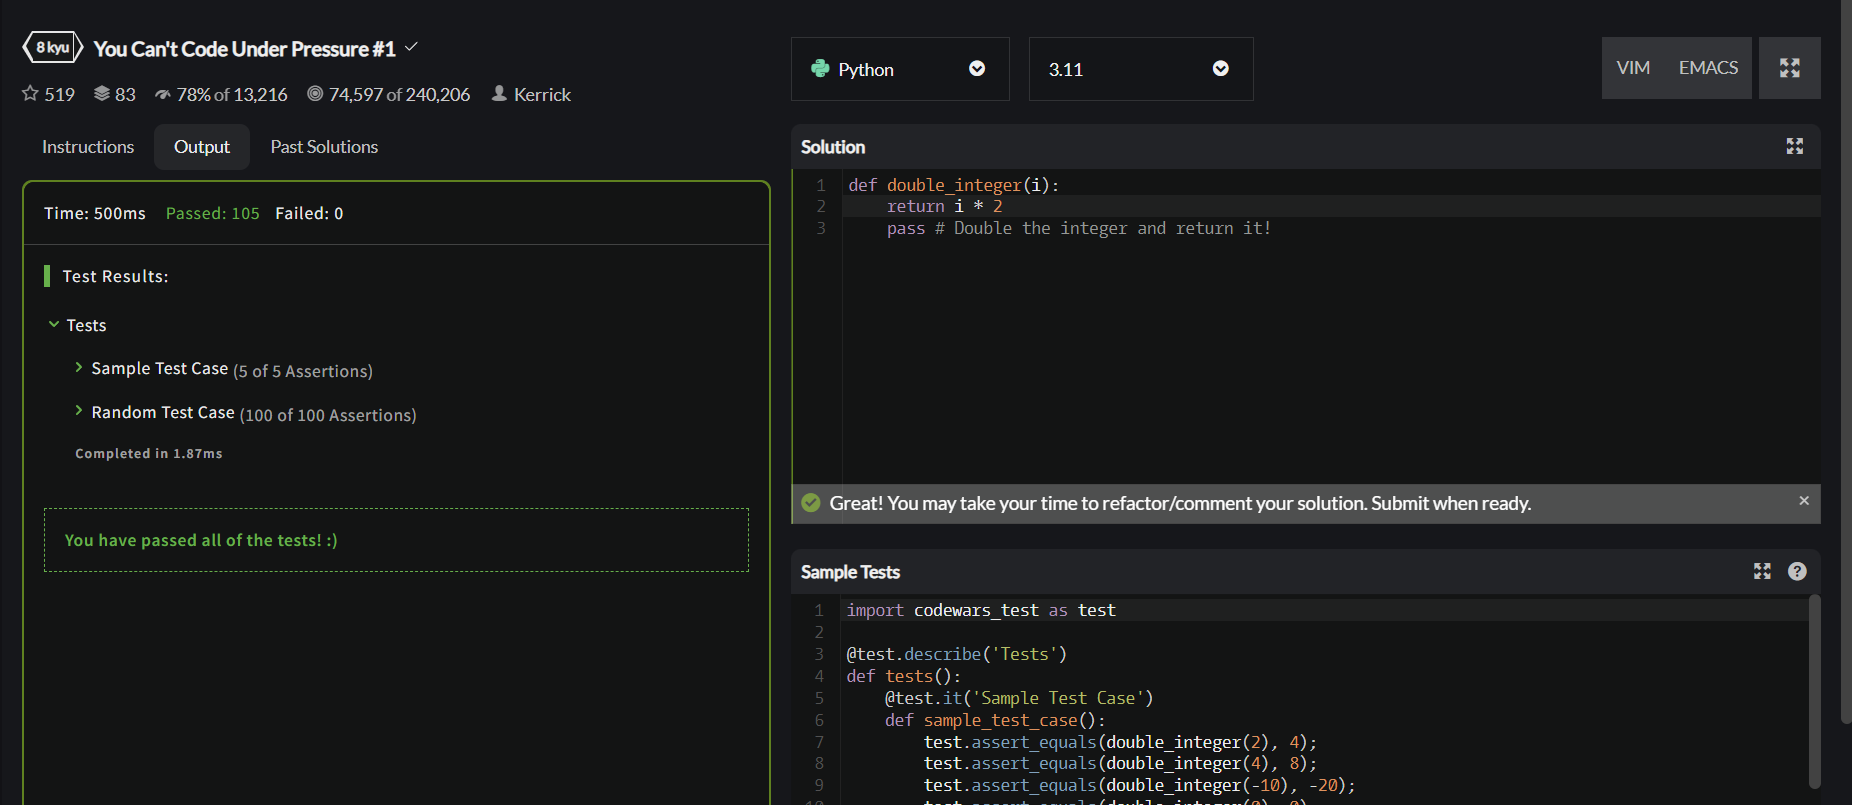 8 kyu You Can't Code Under Pressure #1
519 83 78% of 13,216 74,597 of 240,206 Kerrick
Instructions Output Past Solutions
Time: 500ms Passed: 105 Failed: 0
Test Results:
Tests
Sample Test Case (5 of 5 Assertions)
Random Test Case (100 of 100 Assertions)
Completed in 1.87ms
You have passed all of the tests! :)
Python 3.11 VIM EMACS
Solution
1 def double_integer(i):
2     return i * 2
3     pass # Double the integer and return it!
Great! You may take your time to refactor/comment your solution. Submit when ready. ×
Sample Tests ?
1 import codewars_test as test
2
3 @test.describe('Tests')
4 def tests():
5     @test.it('Sample Test Case')
6     def sample_test_case():
7         test.assert_equals(double_integer(2), 4);
8         test.assert_equals(double_integer(4), 8);
9         test.assert_equals(double_integer(-10), -20);